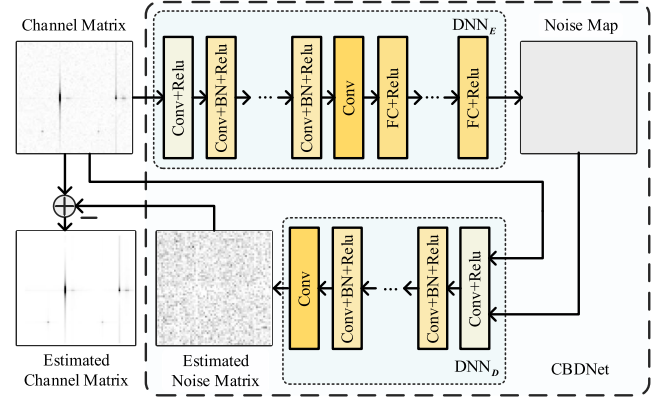 Channel Matrix
DNN_E
Noise Map
Conv+Relu
Conv+BN+Relu
...
Conv+BN+Relu
Conv
FC+Relu
...
FC+Relu
−
Conv
Conv+BN+Relu
...
Conv+BN+Relu
Conv+Relu
DNN_D
Estimated
Channel Matrix
Estimated
Noise Matrix
CBDNet